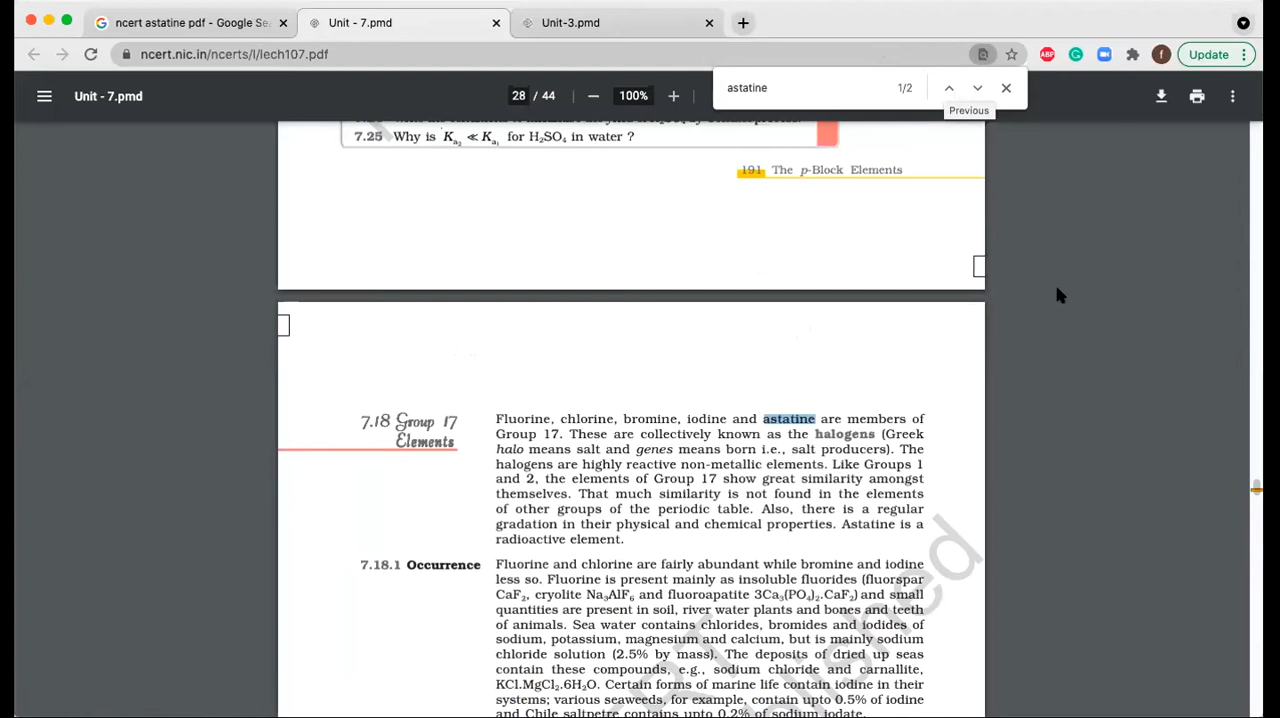 ncert astatine pdf - Google Se
Unit - 7.pmd
Unit-3.pmd
ncert.nic.in/ncerts/l/lech107.pdf
ABP
f
Update
Unit - 7.pmd
28 / 44
100%
astatine
1/2
Previous
7.25 Why is Kₐ₂ ≪ Kₐ₁ for H₂SO₄ in water ?
191 The p-Block Elements
7.18 Group 17
Elements
Fluorine, chlorine, bromine, iodine and astatine are members of
Group 17. These are collectively known as the halogens (Greek
halo means salt and genes means born i.e., salt producers). The
halogens are highly reactive non-metallic elements. Like Groups 1
and 2, the elements of Group 17 show great similarity amongst
themselves. That much similarity is not found in the elements
of other groups of the periodic table. Also, there is a regular
gradation in their physical and chemical properties. Astatine is a
radioactive element.
7.18.1 Occurrence
Fluorine and chlorine are fairly abundant while bromine and iodine
less so. Fluorine is present mainly as insoluble fluorides (fluorspar
CaF₂, cryolite Na₃AlF₆ and fluoroapatite 3Ca₃(PO₄)₂.CaF₂) and small
quantities are present in soil, river water plants and bones and teeth
of animals. Sea water contains chlorides, bromides and iodides of
sodium, potassium, magnesium and calcium, but is mainly sodium
chloride solution (2.5% by mass). The deposits of dried up seas
contain these compounds, e.g., sodium chloride and carnallite,
KCl.MgCl₂.6H₂O. Certain forms of marine life contain iodine in their
systems; various seaweeds, for example, contain upto 0.5% of iodine
and Chile saltpetre contains upto 0.2% of sodium iodate.